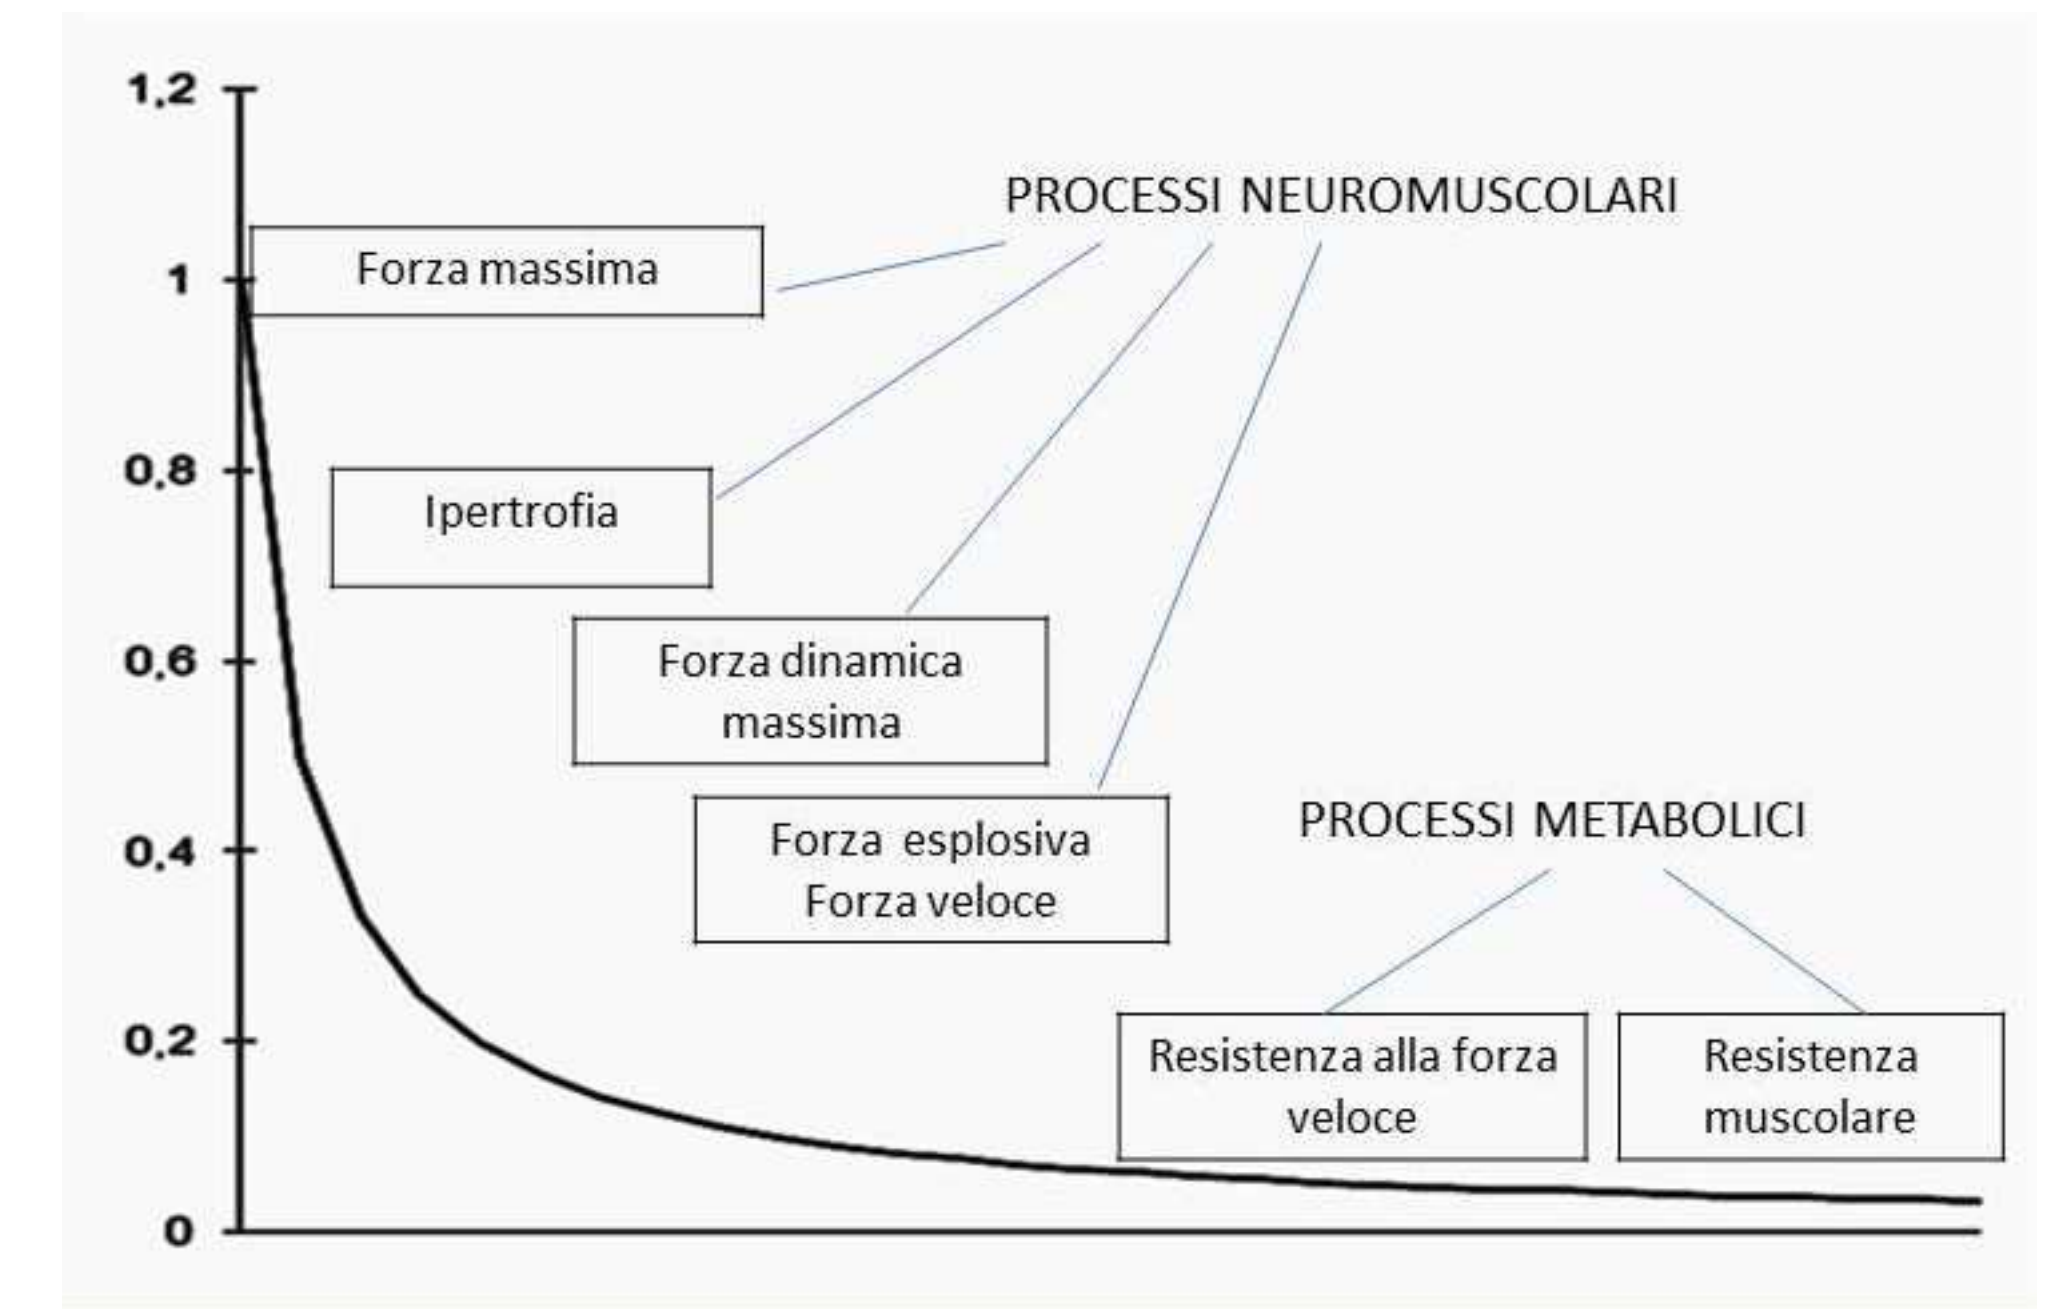 1,2
PROCESSI NEUROMUSCOLARI
Forza massima
1
0,8
Ipertrofia
0,6
Forza dinamica
massima
0,4
Forza esplosiva
Forza veloce
PROCESSI METABOLICI
0,2
Resistenza alla forza
veloce
Resistenza
muscolare
0